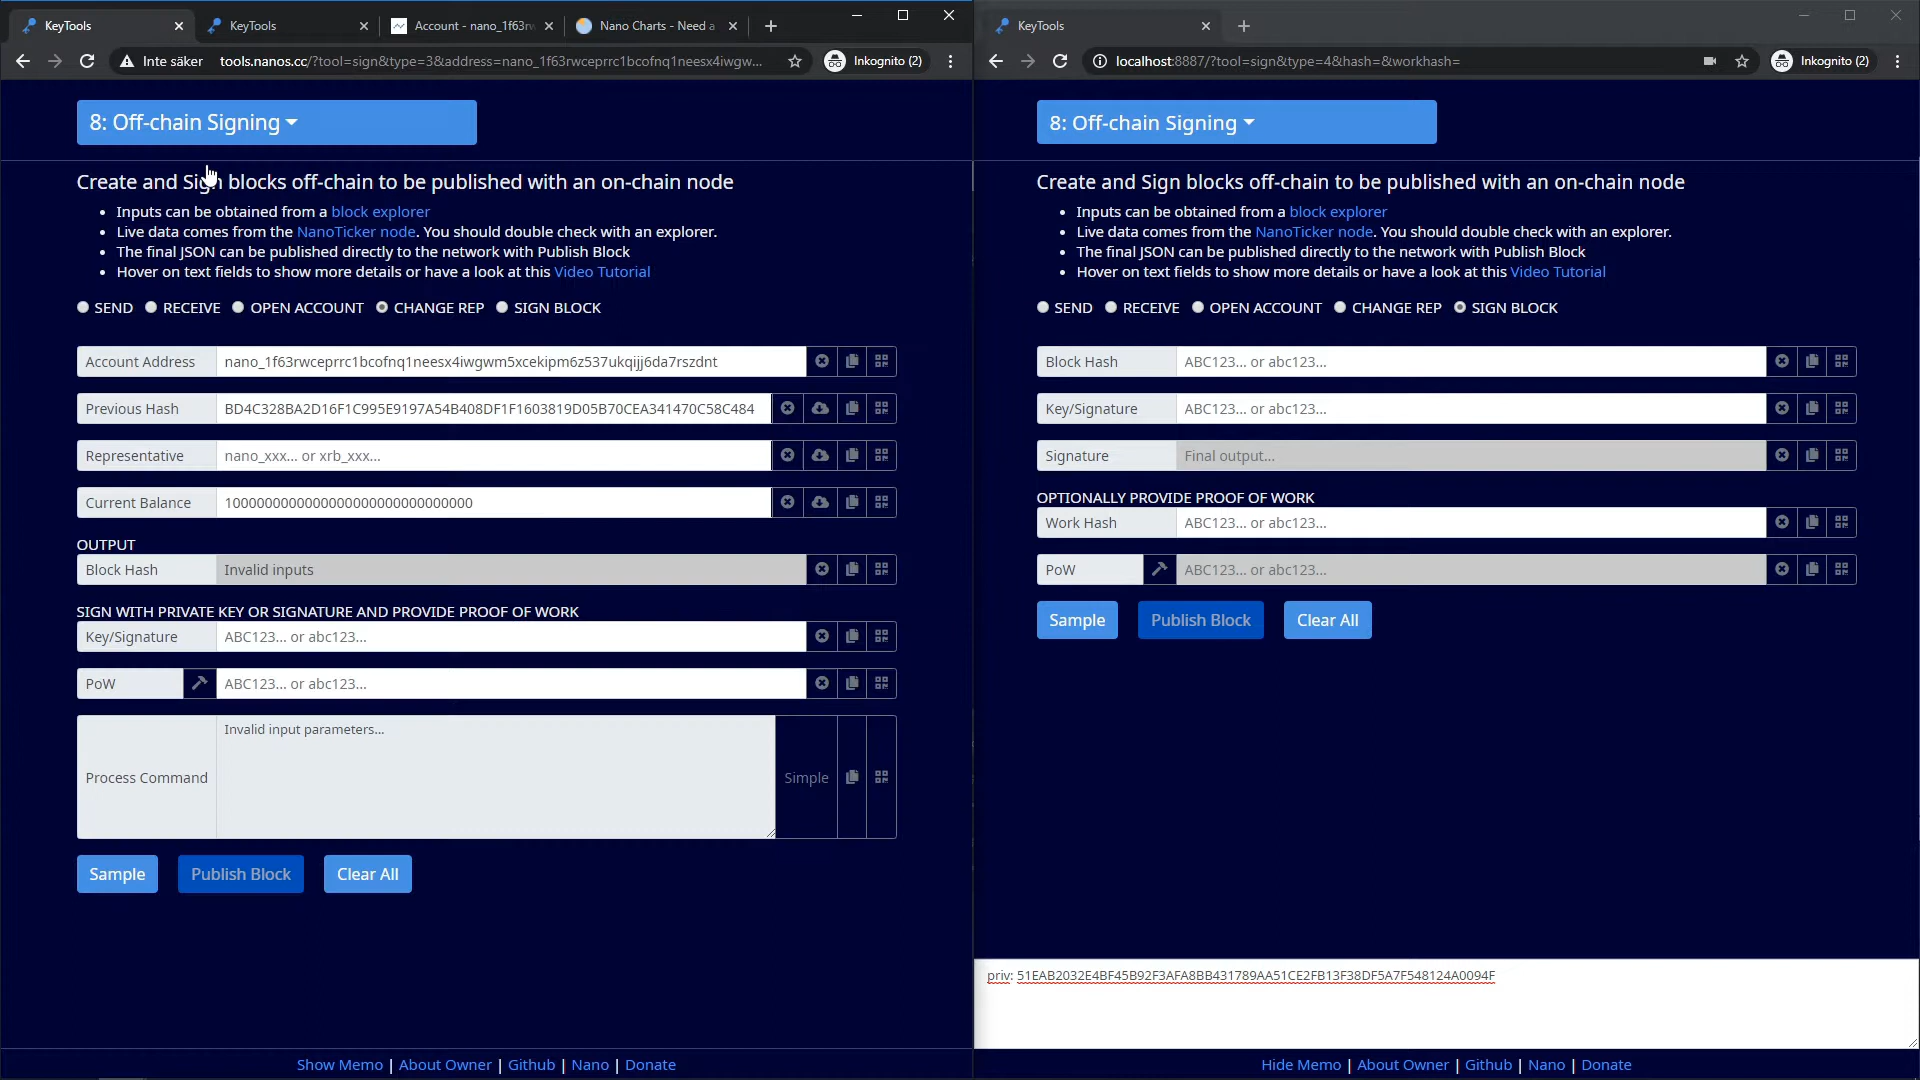 KeyTools
KeyTools
Account - nano_1f63rw
Nano Charts - Need a
KeyTools
Inte säker
tools.nanos.cc/?tool=sign&type=3&address=nano_1f63rwceprrc1bcofnq1neesx4iwgw...
Inkognito (2)
localhost:8887/?tool=sign&type=4&hash=&workhash=
Inkognito (2)
8: Off-chain Signing
Create and Sign blocks off-chain to be published with an on-chain node
Inputs can be obtained from a block explorer
Live data comes from the NanoTicker node. You should double check with an explorer.
The final JSON can be published directly to the network with Publish Block
Hover on text fields to show more details or have a look at this Video Tutorial
SEND RECEIVE OPEN ACCOUNT CHANGE REP SIGN BLOCK
Account Address nano_1f63rwceprrc1bcofnq1neesx4iwgwm5xcekipm6z537ukqijj6da7rszdnt
Previous Hash BD4C328BA2D16F1C995E9197A54B408DF1F1603819D05B70CEA341470C58C484
Representative nano_xxx... or xrb_xxx...
Current Balance 1000000000000000000000000000000
OUTPUT
Block Hash Invalid inputs
SIGN WITH PRIVATE KEY OR SIGNATURE AND PROVIDE PROOF OF WORK
Key/Signature ABC123... or abc123...
PoW ABC123... or abc123...
Invalid input parameters...
Process Command Simple
Sample Publish Block Clear All
Show Memo | About Owner | Github | Nano | Donate
8: Off-chain Signing
Create and Sign blocks off-chain to be published with an on-chain node
Inputs can be obtained from a block explorer
Live data comes from the NanoTicker node. You should double check with an explorer.
The final JSON can be published directly to the network with Publish Block
Hover on text fields to show more details or have a look at this Video Tutorial
SEND RECEIVE OPEN ACCOUNT CHANGE REP SIGN BLOCK
Block Hash ABC123... or abc123...
Key/Signature ABC123... or abc123...
Signature Final output...
OPTIONALLY PROVIDE PROOF OF WORK
Work Hash ABC123... or abc123...
PoW ABC123... or abc123...
Sample Publish Block Clear All
priv: 51EAB2032E4BF45B92F3AFA8BB431789AA51CE2FB13F38DF5A7F548124A0094F
Hide Memo | About Owner | Github | Nano | Donate